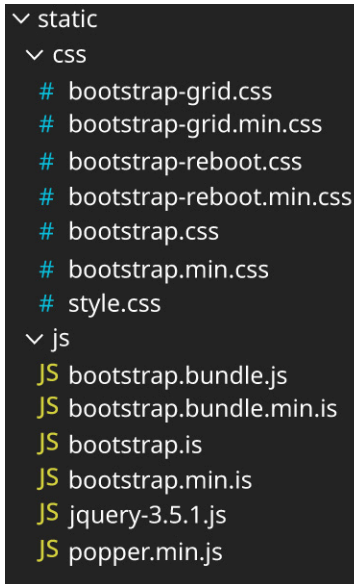 static
css
# bootstrap-grid.css
# bootstrap-grid.min.css
# bootstrap-reboot.css
# bootstrap-reboot.min.css
# bootstrap.css
# bootstrap.min.css
# style.css
js
JS bootstrap.bundle.js
JS bootstrap.bundle.min.is
JS bootstrap.is
JS bootstrap.min.is
JS jquery-3.5.1.js
JS popper.min.js